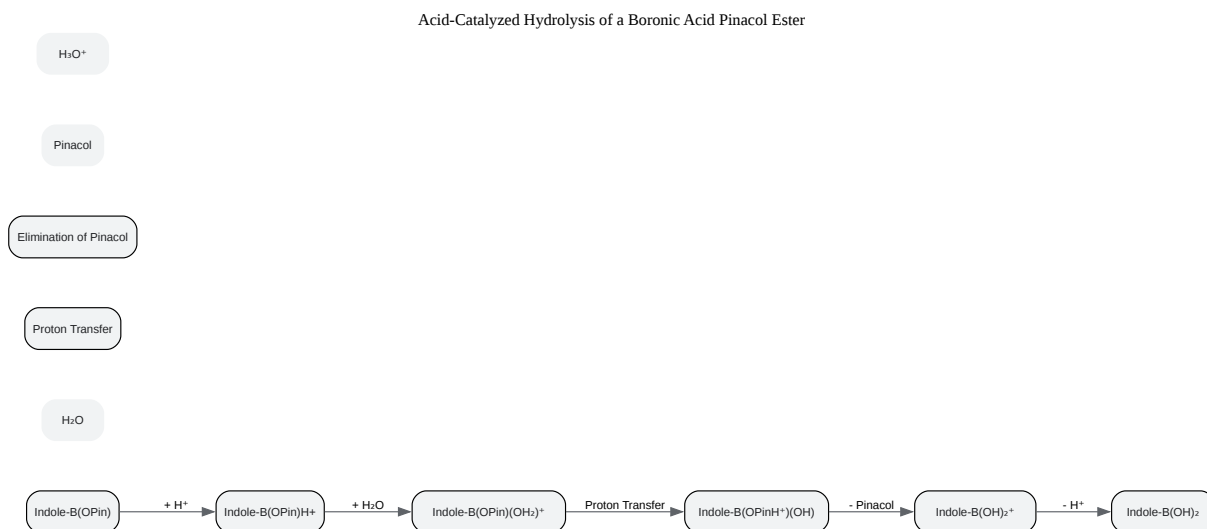 Acid-Catalyzed Hydrolysis of a Boronic Acid Pinacol Ester
H₃O⁺
Pinacol
Elimination of Pinacol
Proton Transfer
H₂O
Indole-B(OPin)
+ H⁺
Indole-B(OPin)H+
+ H₂O
Indole-B(OPin)(OH₂)⁺
Proton Transfer
Indole-B(OPinH⁺)(OH)
- Pinacol
Indole-B(OH)₂⁺
- H⁺
Indole-B(OH)₂